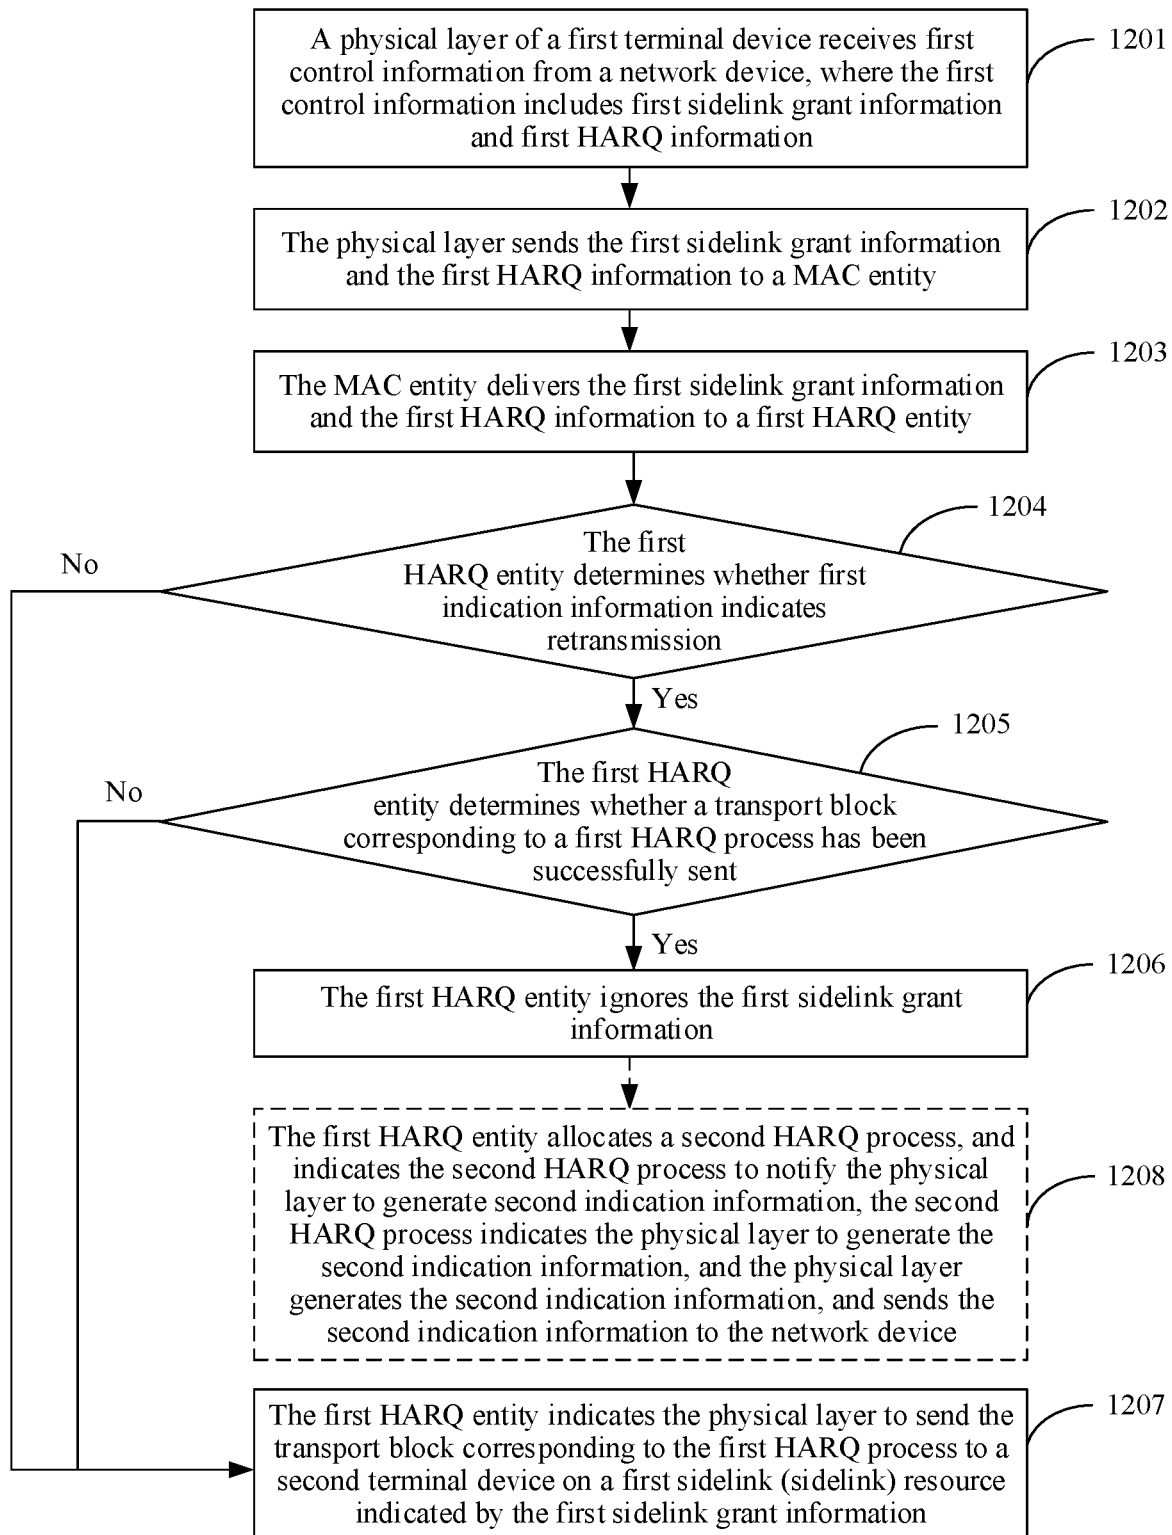 A physical layer of a first terminal device receives first
control information from a network device, where the first
control information includes first sidelink grant information
and first HARQ information
1201
The physical layer sends the first sidelink grant information
and the first HARQ information to a MAC entity
1202
The MAC entity delivers the first sidelink grant information
and the first HARQ information to a first HARQ entity
1203
The first
HARQ entity determines whether first
indication information indicates
retransmission
1204
No
Yes
The first HARQ
entity determines whether a transport block
corresponding to a first HARQ process has been
successfully sent
1205
No
Yes
The first HARQ entity ignores the first sidelink grant
information
1206
The first HARQ entity allocates a second HARQ process, and
indicates the second HARQ process to notify the physical
layer to generate second indication information, the second
HARQ process indicates the physical layer to generate the
second indication information, and the physical layer
generates the second indication information, and sends the
second indication information to the network device
1208
The first HARQ entity indicates the physical layer to send the
transport block corresponding to the first HARQ process to a
second terminal device on a first sidelink (sidelink) resource
indicated by the first sidelink grant information
1207